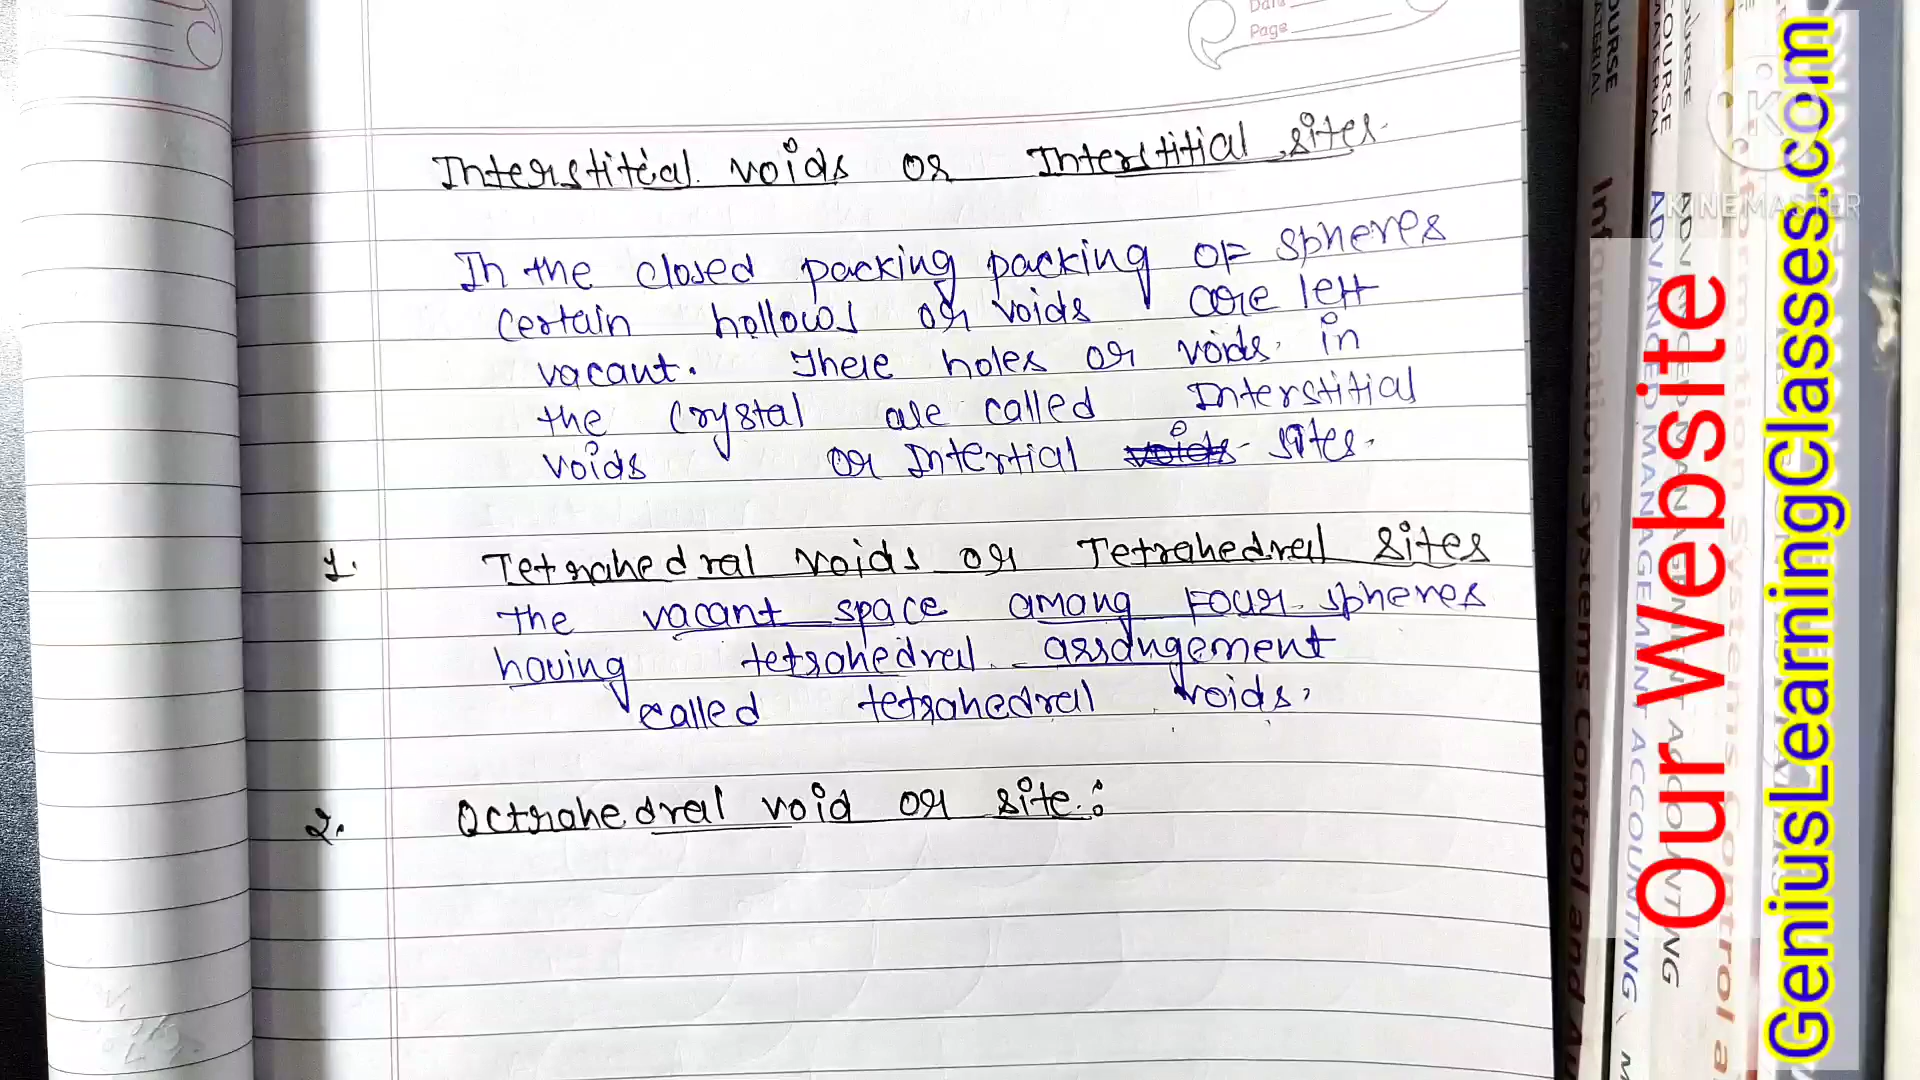 Date
Page
Interstitial voids or Interstitial sites.
In the closed packing packing of spheres
certain hollows or voids are left
vacant. These holes or voids in
the crystal are called Interstitial
voids or Intertial voids sites.
1. Tetrahedral voids or Tetrahedral sites
the vacant space among four spheres
having tetrahedral arrangement
called tetrahedral voids.
2. Octrahedral void or site:
Our Website
GeniusLearningClasses.com
KINEMASTER
COURSE MATERIAL
ADVANCED MANAGEMENT ACCOUNTING
Information Systems Control and